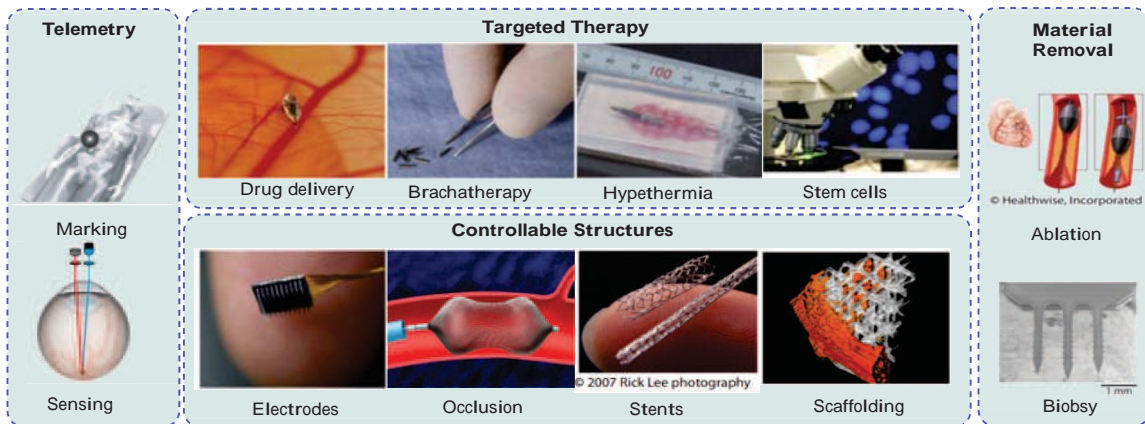 Telemetry
Marking
Sensing
Targeted Therapy
100
Drug delivery
Brachatherapy
Hypethermia
Stem cells
Controllable Structures
© 2007 Rick Lee photography
Electrodes
Occlusion
Stents
Scaffolding
Material
Removal
© Healthwise, Incorporated
Ablation
1 mm
Biobsy